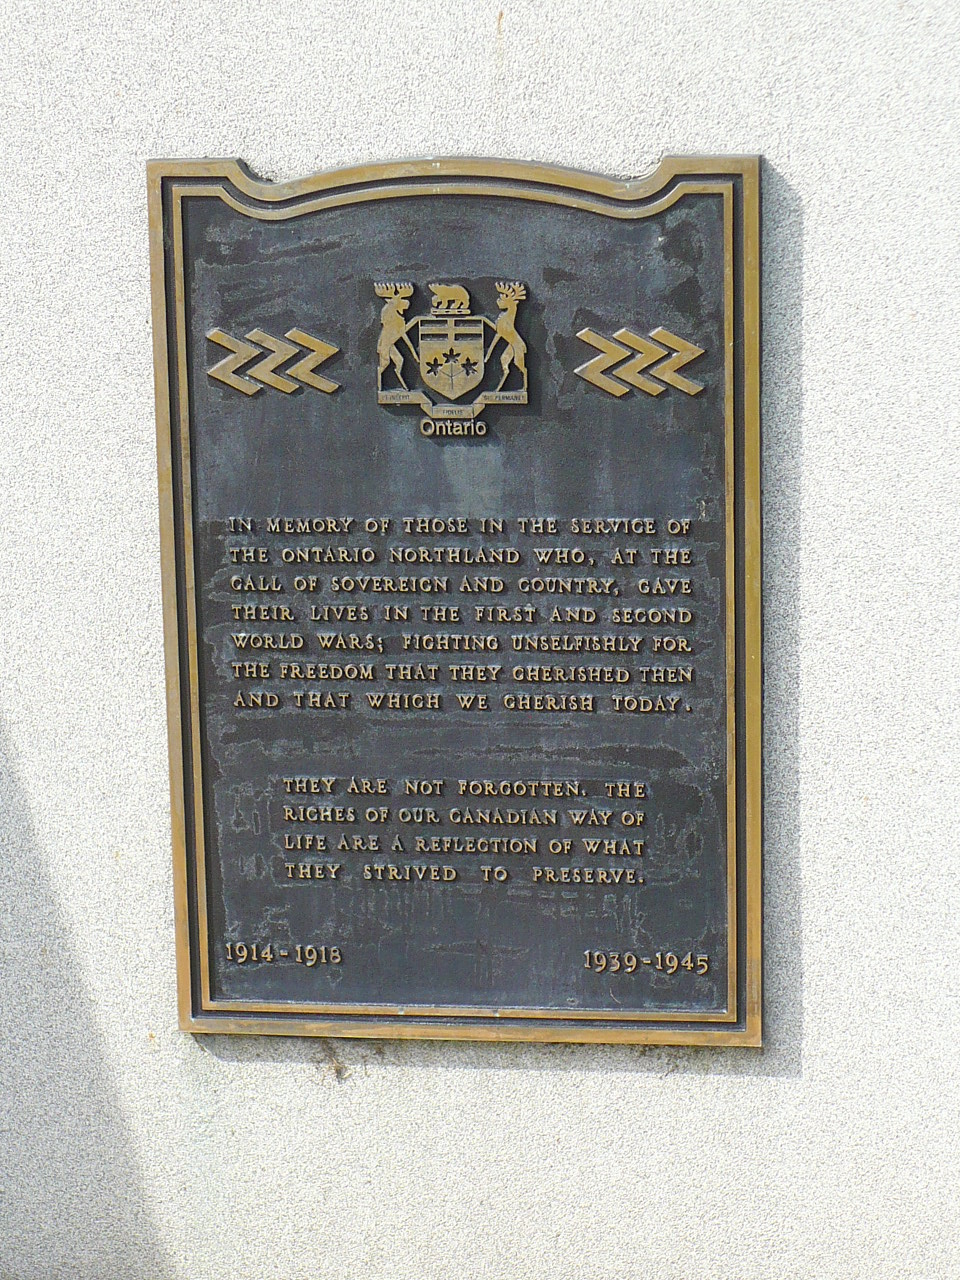 Ontario
IN MEMORY OF THOSE IN THE SERVICE OF
THE ONTARIO NORTHLAND WHO, AT THE
CALL OF SOVEREIGN AND COUNTRY, GAVE
THEIR LIVES IN THE FIRST AND SECOND
WORLD WARS; FIGHTING UNSELFISHLY FOR
THE FREEDOM THAT THEY CHERISHED THEN
AND THAT WHICH WE CHERISH TODAY.
THEY ARE NOT FORGOTTEN. THE
RICHES OF OUR CANADIAN WAY OF
LIFE ARE A REFLECTION OF WHAT
THEY STRIVED TO PRESERVE.
1914-1918 1939-1945